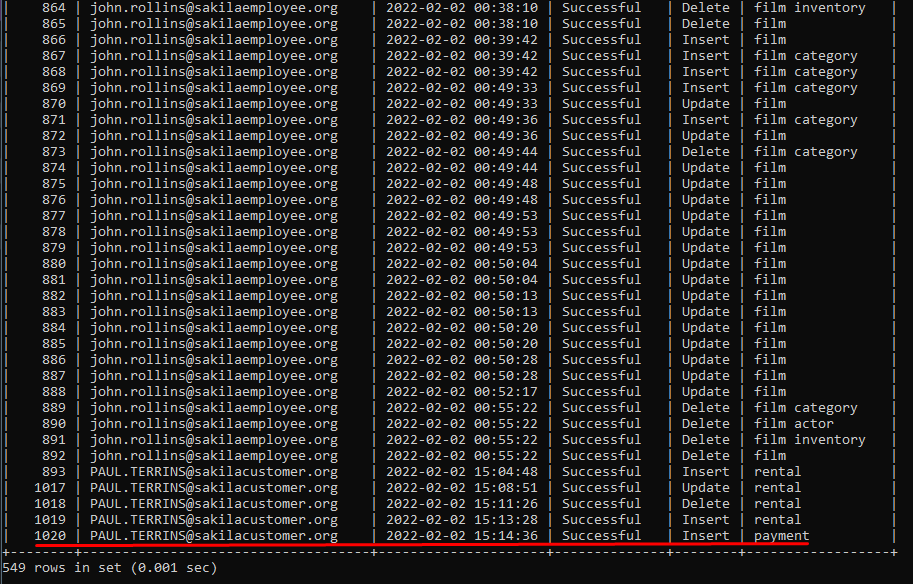 | 864 | john.rollins@sakilaemployee.org | 2022-02-02 00:38:10 | Successful | Delete | film inventory |
| 865 | john.rollins@sakilaemployee.org | 2022-02-02 00:38:10 | Successful | Delete | film |
| 866 | john.rollins@sakilaemployee.org | 2022-02-02 00:39:42 | Successful | Insert | film |
| 867 | john.rollins@sakilaemployee.org | 2022-02-02 00:39:42 | Successful | Insert | film category |
| 868 | john.rollins@sakilaemployee.org | 2022-02-02 00:39:42 | Successful | Insert | film category |
| 869 | john.rollins@sakilaemployee.org | 2022-02-02 00:49:33 | Successful | Insert | film category |
| 870 | john.rollins@sakilaemployee.org | 2022-02-02 00:49:33 | Successful | Update | film |
| 871 | john.rollins@sakilaemployee.org | 2022-02-02 00:49:36 | Successful | Insert | film category |
| 872 | john.rollins@sakilaemployee.org | 2022-02-02 00:49:36 | Successful | Update | film |
| 873 | john.rollins@sakilaemployee.org | 2022-02-02 00:49:44 | Successful | Delete | film category |
| 874 | john.rollins@sakilaemployee.org | 2022-02-02 00:49:44 | Successful | Update | film |
| 875 | john.rollins@sakilaemployee.org | 2022-02-02 00:49:48 | Successful | Update | film |
| 876 | john.rollins@sakilaemployee.org | 2022-02-02 00:49:48 | Successful | Update | film |
| 877 | john.rollins@sakilaemployee.org | 2022-02-02 00:49:53 | Successful | Update | film |
| 878 | john.rollins@sakilaemployee.org | 2022-02-02 00:49:53 | Successful | Update | film |
| 879 | john.rollins@sakilaemployee.org | 2022-02-02 00:49:53 | Successful | Update | film |
| 880 | john.rollins@sakilaemployee.org | 2022-02-02 00:50:04 | Successful | Update | film |
| 881 | john.rollins@sakilaemployee.org | 2022-02-02 00:50:04 | Successful | Update | film |
| 882 | john.rollins@sakilaemployee.org | 2022-02-02 00:50:13 | Successful | Update | film |
| 883 | john.rollins@sakilaemployee.org | 2022-02-02 00:50:13 | Successful | Update | film |
| 884 | john.rollins@sakilaemployee.org | 2022-02-02 00:50:20 | Successful | Update | film |
| 885 | john.rollins@sakilaemployee.org | 2022-02-02 00:50:20 | Successful | Update | film |
| 886 | john.rollins@sakilaemployee.org | 2022-02-02 00:50:28 | Successful | Update | film |
| 887 | john.rollins@sakilaemployee.org | 2022-02-02 00:50:28 | Successful | Update | film |
| 888 | john.rollins@sakilaemployee.org | 2022-02-02 00:52:17 | Successful | Update | film |
| 889 | john.rollins@sakilaemployee.org | 2022-02-02 00:55:22 | Successful | Delete | film category |
| 890 | john.rollins@sakilaemployee.org | 2022-02-02 00:55:22 | Successful | Delete | film actor |
| 891 | john.rollins@sakilaemployee.org | 2022-02-02 00:55:22 | Successful | Delete | film inventory |
| 892 | john.rollins@sakilaemployee.org | 2022-02-02 00:55:22 | Successful | Delete | film |
| 893 | PAUL.TERRINS@sakilacustomer.org | 2022-02-02 15:04:48 | Successful | Insert | rental |
| 1017 | PAUL.TERRINS@sakilacustomer.org | 2022-02-02 15:08:51 | Successful | Update | rental |
| 1018 | PAUL.TERRINS@sakilacustomer.org | 2022-02-02 15:11:26 | Successful | Delete | rental |
| 1019 | PAUL.TERRINS@sakilacustomer.org | 2022-02-02 15:13:28 | Successful | Insert | rental |
| 1020 | PAUL.TERRINS@sakilacustomer.org | 2022-02-02 15:14:36 | Successful | Insert | payment |
549 rows in set (0.001 sec)